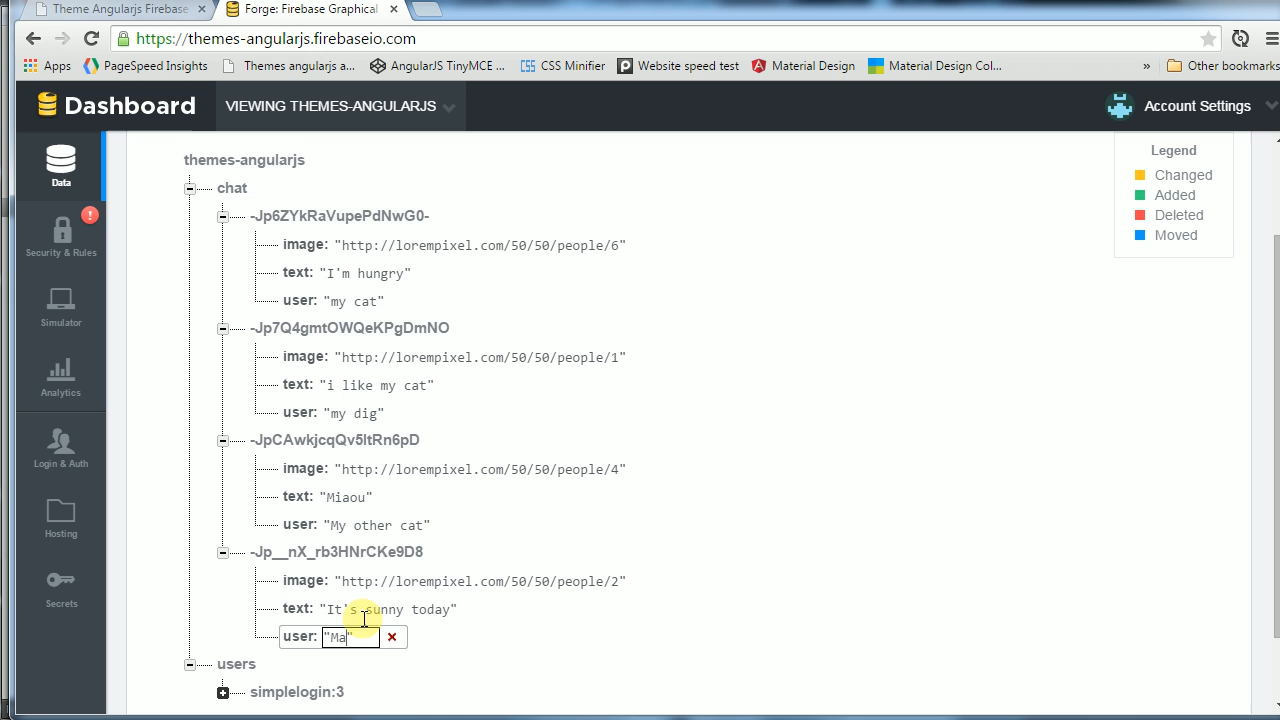 Theme Angularjs Firebase
Forge: Firebase Graphical
https://themes-angularjs.firebaseio.com
Apps
PageSpeed Insights
Themes angularjs a...
AngularJS TinyMCE ...
CSS Minifier
Website speed test
Material Design
Material Design Col...
»
Other bookmarks
Dashboard
VIEWING THEMES-ANGULARJS
Account Settings
Data
Security & Rules
Simulator
Analytics
Login & Auth
Hosting
Secrets
themes-angularjs
chat
-Jp6ZYkRaVupePdNwG0-
image: "http://lorempixel.com/50/50/people/6"
text: "I'm hungry"
user: "my cat"
-Jp7Q4gmtOWQeKPgDmNO
image: "http://lorempixel.com/50/50/people/1"
text: "i like my cat"
user: "my dig"
-JpCAwkjcqQv5ltRn6pD
image: "http://lorempixel.com/50/50/people/4"
text: "Miaou"
user: "My other cat"
-Jp__nX_rb3HNrCKe9D8
image: "http://lorempixel.com/50/50/people/2"
text: "It's sunny today"
user: "Ma"
users
simplelogin:3
Legend
Changed
Added
Deleted
Moved